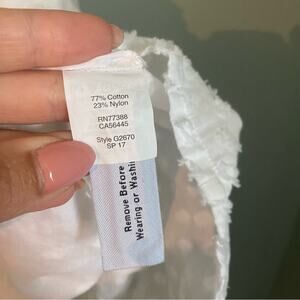 77% Cotton
23% Nylon
RN77388
CA56445
Style G2670
SP 17
Remove Before
Wearing or Washi